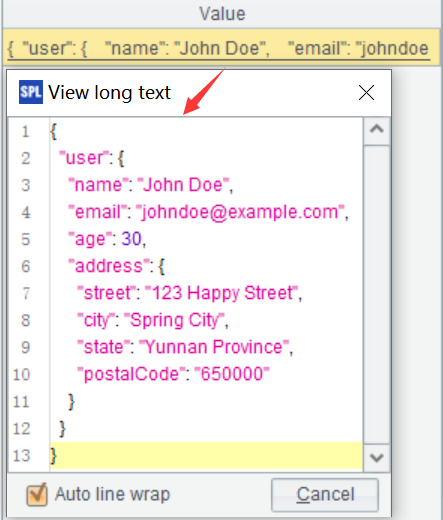 Value
{ "user": { "name": "John Doe", "email": "johndoe
SPL View long text
1 {
2 "user": {
3 "name": "John Doe",
4 "email": "johndoe@example.com",
5 "age": 30,
6 "address": {
7 "street": "123 Happy Street",
8 "city": "Spring City",
9 "state": "Yunnan Province",
10 "postalCode": "650000"
11 }
12 }
13 }
Auto line wrap
Cancel